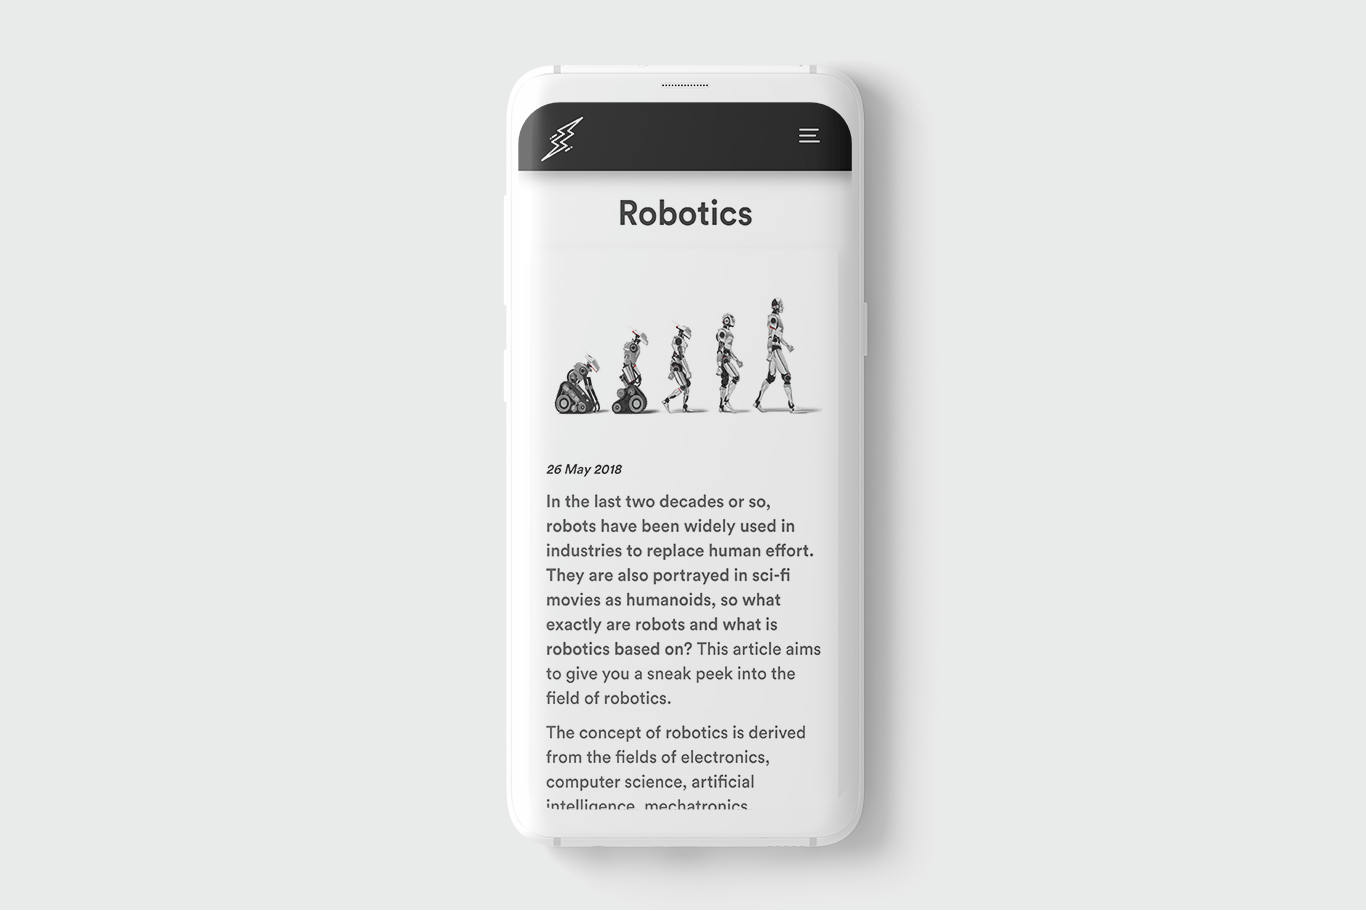 Robotics
26 May 2018
In the last two decades or so,
robots have been widely used in
industries to replace human effort.
They are also portrayed in sci-fi
movies as humanoids, so what
exactly are robots and what is
robotics based on? This article aims
to give you a sneak peek into the
field of robotics.
The concept of robotics is derived
from the fields of electronics,
computer science, artificial
intelligence, mechatronics,